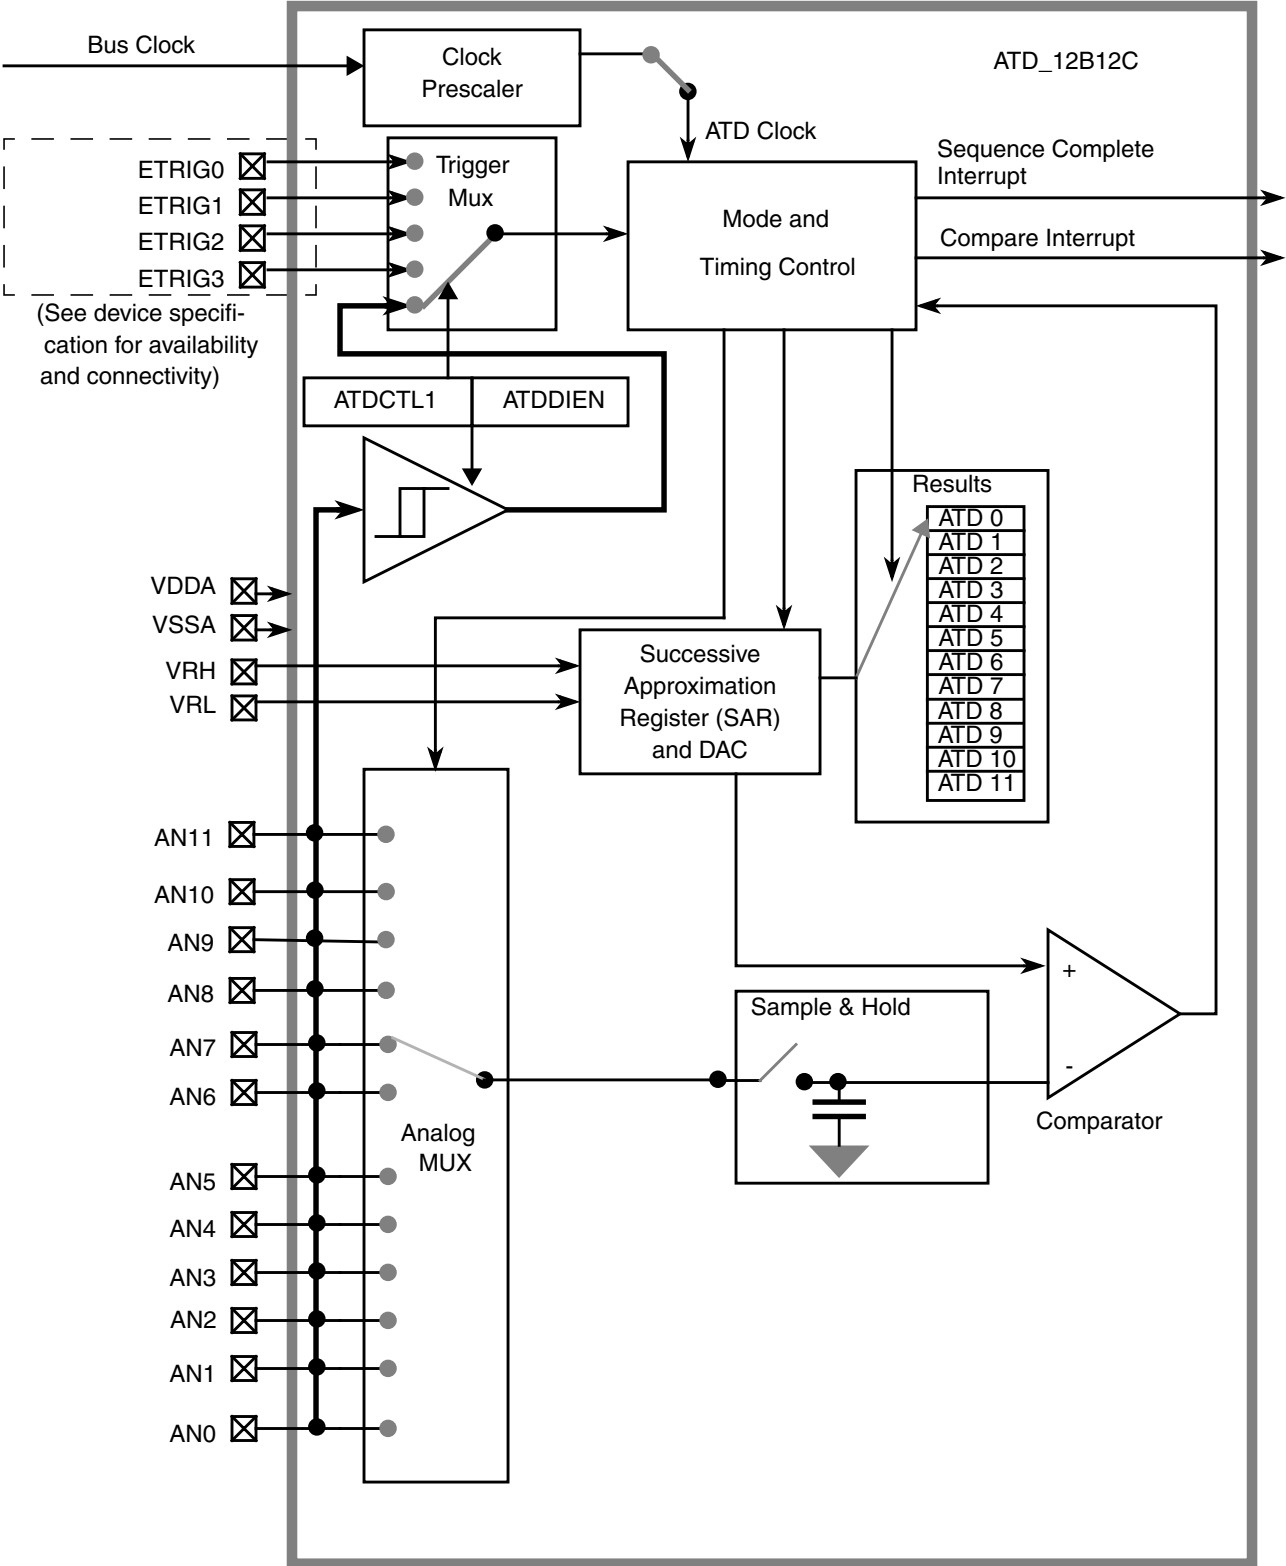 Bus Clock
Clock
Prescaler
ATD_12B12C
ATD Clock
ETRIG0
ETRIG1
ETRIG2
ETRIG3
(See device specifi-
cation for availability
and connectivity)
Trigger
Mux
Mode and
Timing Control
Sequence Complete
Interrupt
Compare Interrupt
ATDCTL1
ATDDIEN
Results
ATD 0
ATD 1
ATD 2
ATD 3
ATD 4
ATD 5
ATD 6
ATD 7
ATD 8
ATD 9
ATD 10
ATD 11
VDDA
VSSA
VRH
VRL
Successive
Approximation
Register (SAR)
and DAC
AN11
AN10
AN9
AN8
AN7
AN6
AN5
AN4
AN3
AN2
AN1
AN0
Analog
MUX
Sample & Hold
+
-
Comparator